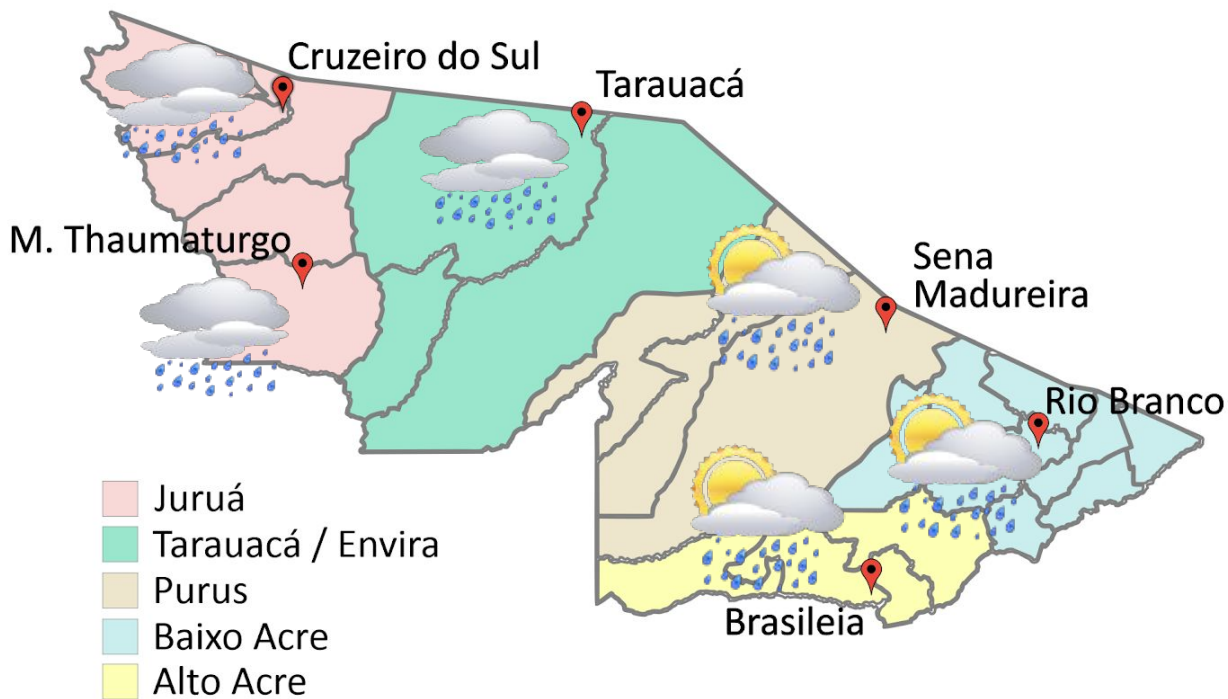 Cruzeiro do Sul
Tarauacá
M. Thaumaturgo
Sena
Madureira
Rio Branco
Brasileia
Juruá
Tarauacá / Envira
Purus
Baixo Acre
Alto Acre